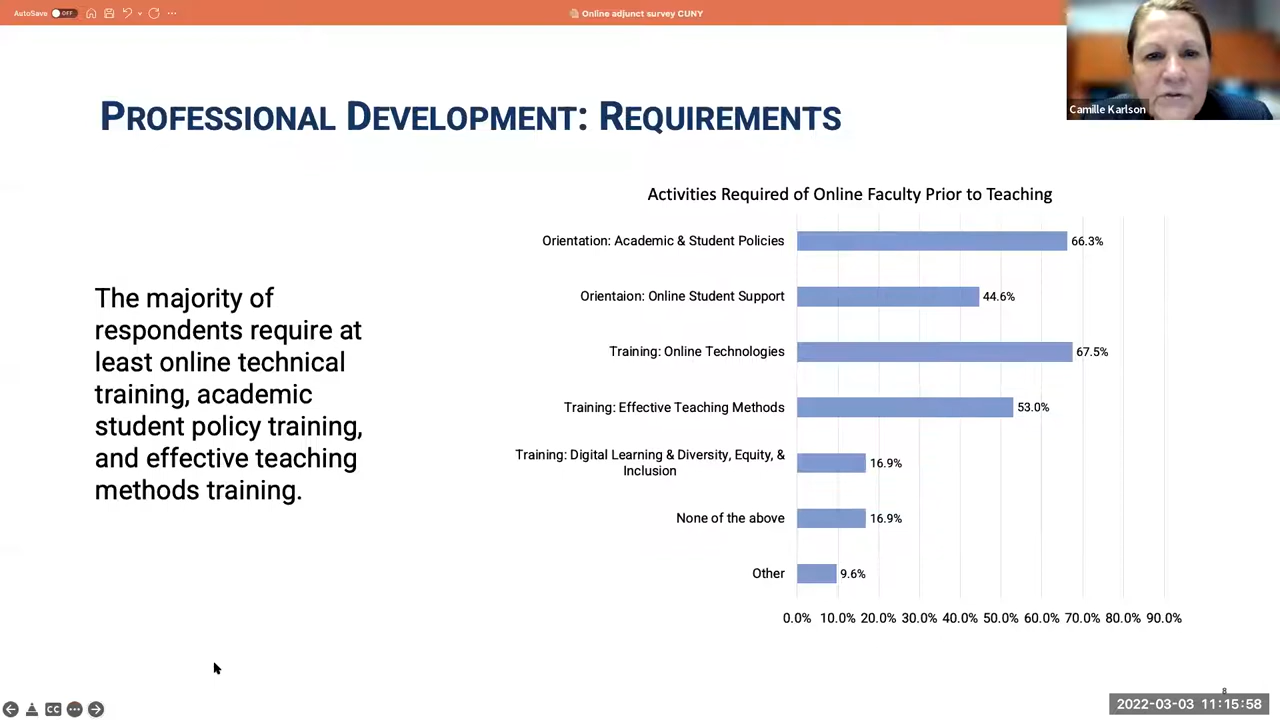 AutoSave OFF
Online adjunct survey CUNY
Camille Karlson
PROFESSIONAL DEVELOPMENT: REQUIREMENTS
The majority of
respondents require at
least online technical
training, academic
student policy training,
and effective teaching
methods training.
Activities Required of Online Faculty Prior to Teaching
Orientation: Academic & Student Policies 66.3%
Orientaion: Online Student Support 44.6%
Training: Online Technologies 67.5%
Training: Effective Teaching Methods 53.0%
Training: Digital Learning & Diversity, Equity, &
Inclusion 16.9%
None of the above 16.9%
Other 9.6%
0.0% 10.0% 20.0% 30.0% 40.0% 50.0% 60.0% 70.0% 80.0% 90.0%
8
CC
2022-03-03 11:15:58